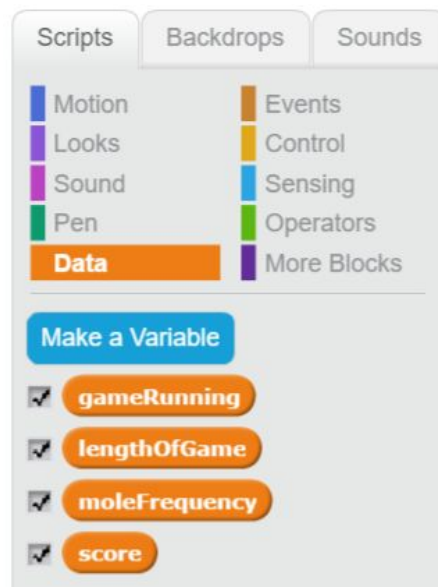 Scripts Backdrops Sounds
Motion Events
Looks Control
Sound Sensing
Pen Operators
Data More Blocks
Make a Variable
gameRunning
lengthOfGame
moleFrequency
score